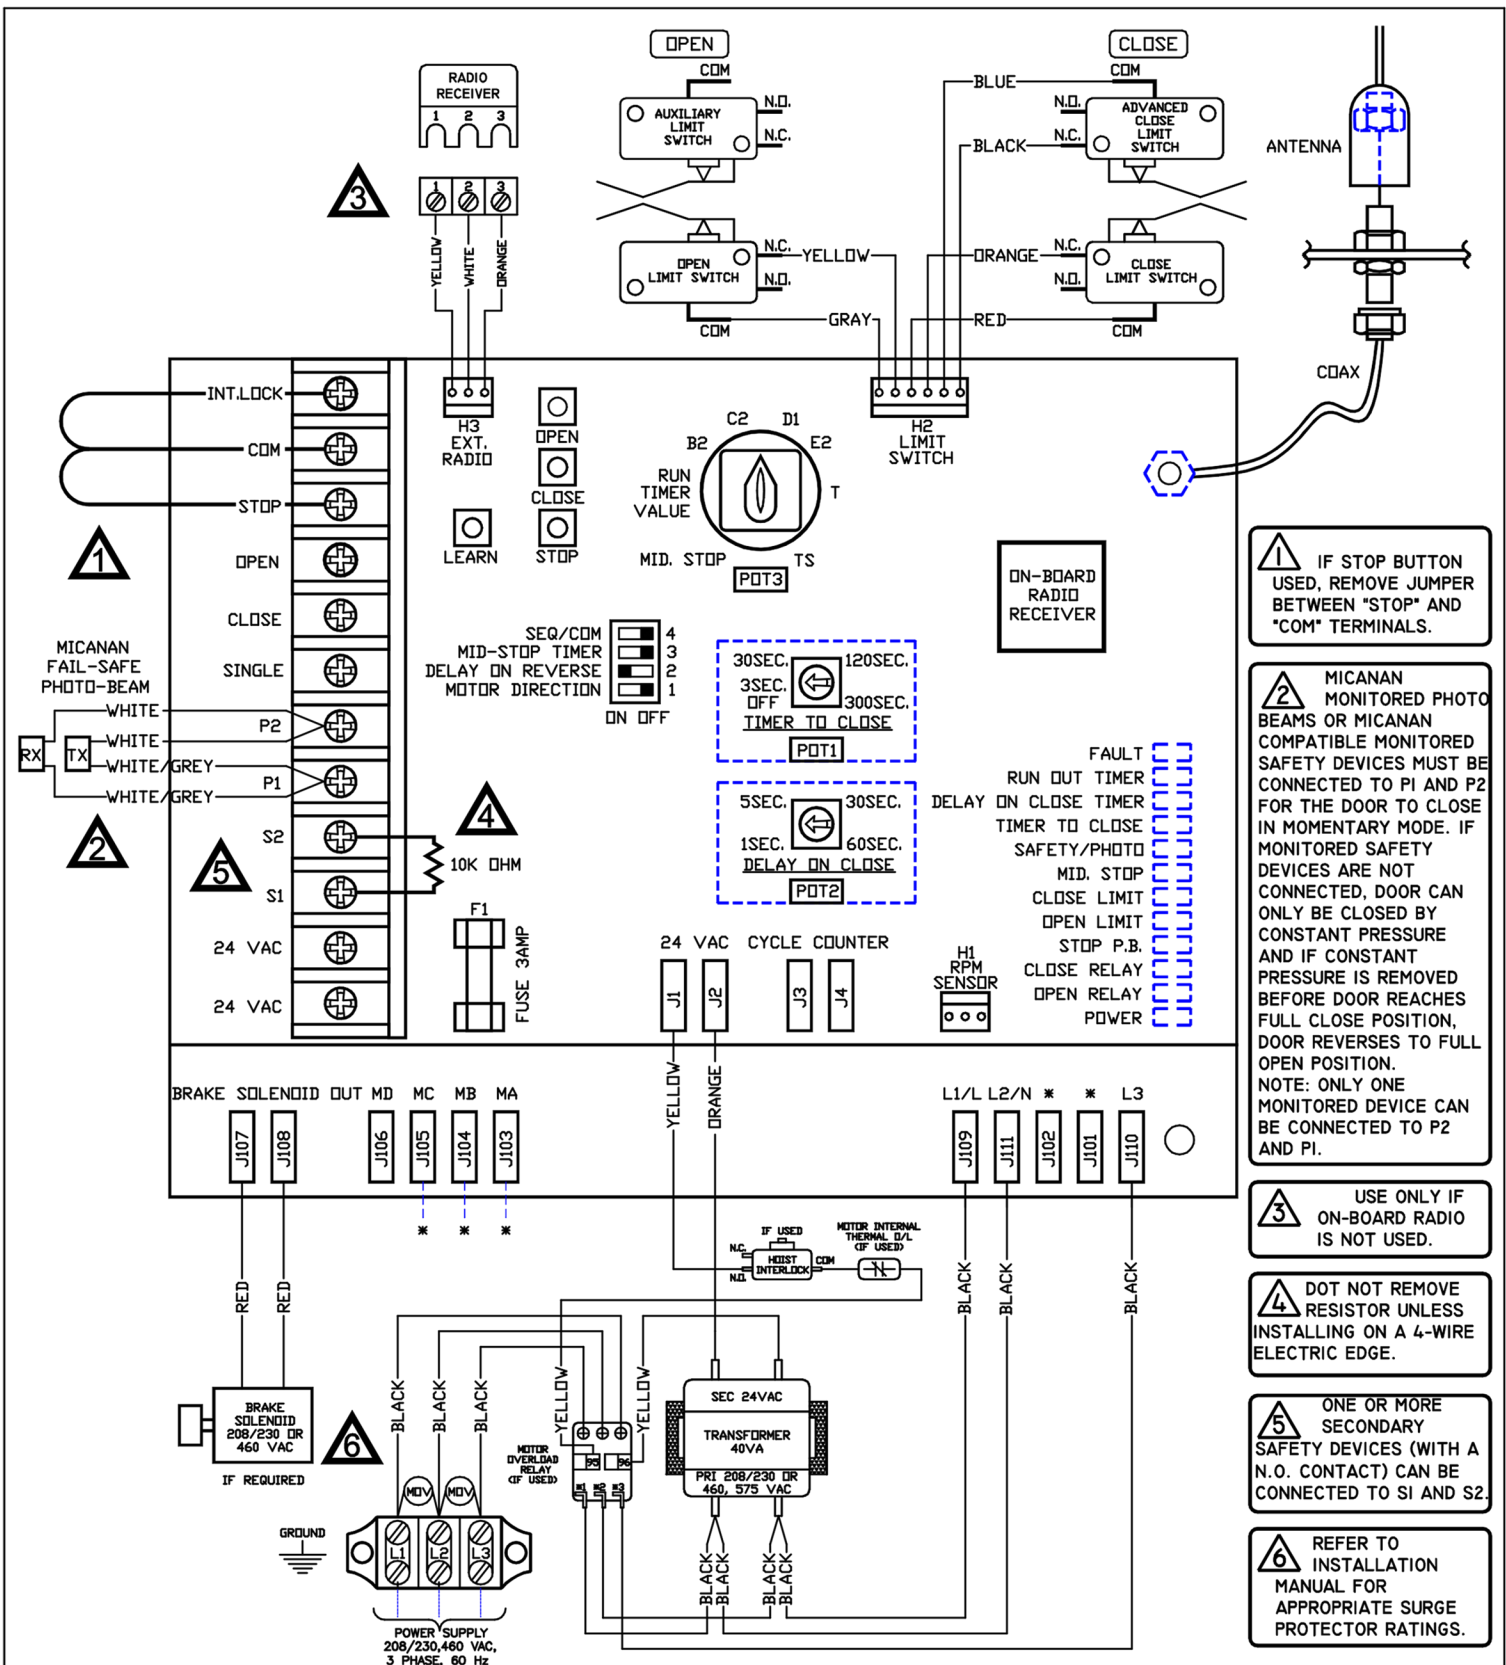 OPEN
CLOSE
RADIO
RECEIVER
1 2 3
COM
N.O.
N.C.
AUXILIARY
LIMIT
SWITCH
BLUE
COM
N.O.
N.C.
BLACK
ADVANCED
CLOSE
LIMIT
SWITCH
ANTENNA
3
1 2 3
YELLOW
WHITE
ORANGE
N.C.
N.O.
OPEN
LIMIT SWITCH
YELLOW
COM
GRAY
ORANGE
N.C.
N.O.
CLOSE
LIMIT SWITCH
RED
COM
COAX
INT.LOCK
COM
STOP
OPEN
CLOSE
SINGLE
P2
P1
S2
S1
24 VAC
24 VAC
1
H3
EXT.
RADIO
OPEN
CLOSE
LEARN
STOP
RUN
TIMER
VALUE
B2
C2
D1
E2
T
TS
MID. STOP
POT3
H2
LIMIT
SWITCH
ON-BOARD
RADIO
RECEIVER
SEQ/COM 4
MID-STOP TIMER 3
DELAY ON REVERSE 2
MOTOR DIRECTION 1
ON OFF
30SEC. 120SEC.
3SEC.
OFF 300SEC.
TIMER TO CLOSE
POT1
5SEC. 30SEC.
1SEC. 60SEC.
DELAY ON CLOSE
POT2
MICANAN
FAIL-SAFE
PHOTO-BEAM
WHITE
WHITE
WHITE/GREY
WHITE/GREY
RX
TX
2
5
4
10K OHM
F1
FUSE 3AMP
24 VAC CYCLE COUNTER
J1
J2
J3
J4
H1
RPM
SENSOR
FAULT
RUN OUT TIMER
DELAY ON CLOSE TIMER
TIMER TO CLOSE
SAFETY/PHOTO
MID. STOP
CLOSE LIMIT
OPEN LIMIT
STOP P.B.
CLOSE RELAY
OPEN RELAY
POWER
BRAKE SOLENOID OUT MD MC MB MA
J107
J108
J106
J105
J104
J103
* * *
YELLOW
ORANGE
L1/L L2/N * * L3
J109
J111
J102
J101
J110
RED
RED
BRAKE
SOLENOID
208/230 OR
460 VAC
IF REQUIRED
6
BLACK
BLACK
BLACK
MOV
MOV
GROUND
L1 L2 L3
POWER SUPPLY
208/230,460 VAC,
3 PHASE, 60 Hz
IF USED
N.C.
N.O.
HOIST
INTERLOCK
COM
MOTOR INTERNAL
THERMAL O/L
(IF USED)
YELLOW
YELLOW
MOTOR
OVERLOAD
RELAY
(IF USED)
95
96
*1 *2 *3
SEC 24VAC
TRANSFORMER
40VA
PRI 208/230 OR
460, 575 VAC
BLACK
BLACK
BLACK
BLACK
BLACK
BLACK
BLACK
1 IF STOP BUTTON
USED, REMOVE JUMPER
BETWEEN "STOP" AND
"COM" TERMINALS.
2 MICANAN
MONITORED PHOTO
BEAMS OR MICANAN
COMPATIBLE MONITORED
SAFETY DEVICES MUST BE
CONNECTED TO P1 AND P2
FOR THE DOOR TO CLOSE
IN MOMENTARY MODE. IF
MONITORED SAFETY
DEVICES ARE NOT
CONNECTED, DOOR CAN
ONLY BE CLOSED BY
CONSTANT PRESSURE
AND IF CONSTANT
PRESSURE IS REMOVED
BEFORE DOOR REACHES
FULL CLOSE POSITION,
DOOR REVERSES TO FULL
OPEN POSITION.
NOTE: ONLY ONE
MONITORED DEVICE CAN
BE CONNECTED TO P2
AND P1.
3 USE ONLY IF
ON-BOARD RADIO
IS NOT USED.
4 DOT NOT REMOVE
RESISTOR UNLESS
INSTALLING ON A 4-WIRE
ELECTRIC EDGE.
5 ONE OR MORE
SECONDARY
SAFETY DEVICES (WITH A
N.O. CONTACT) CAN BE
CONNECTED TO S1 AND S2.
6 REFER TO
INSTALLATION
MANUAL FOR
APPROPRIATE SURGE
PROTECTOR RATINGS.